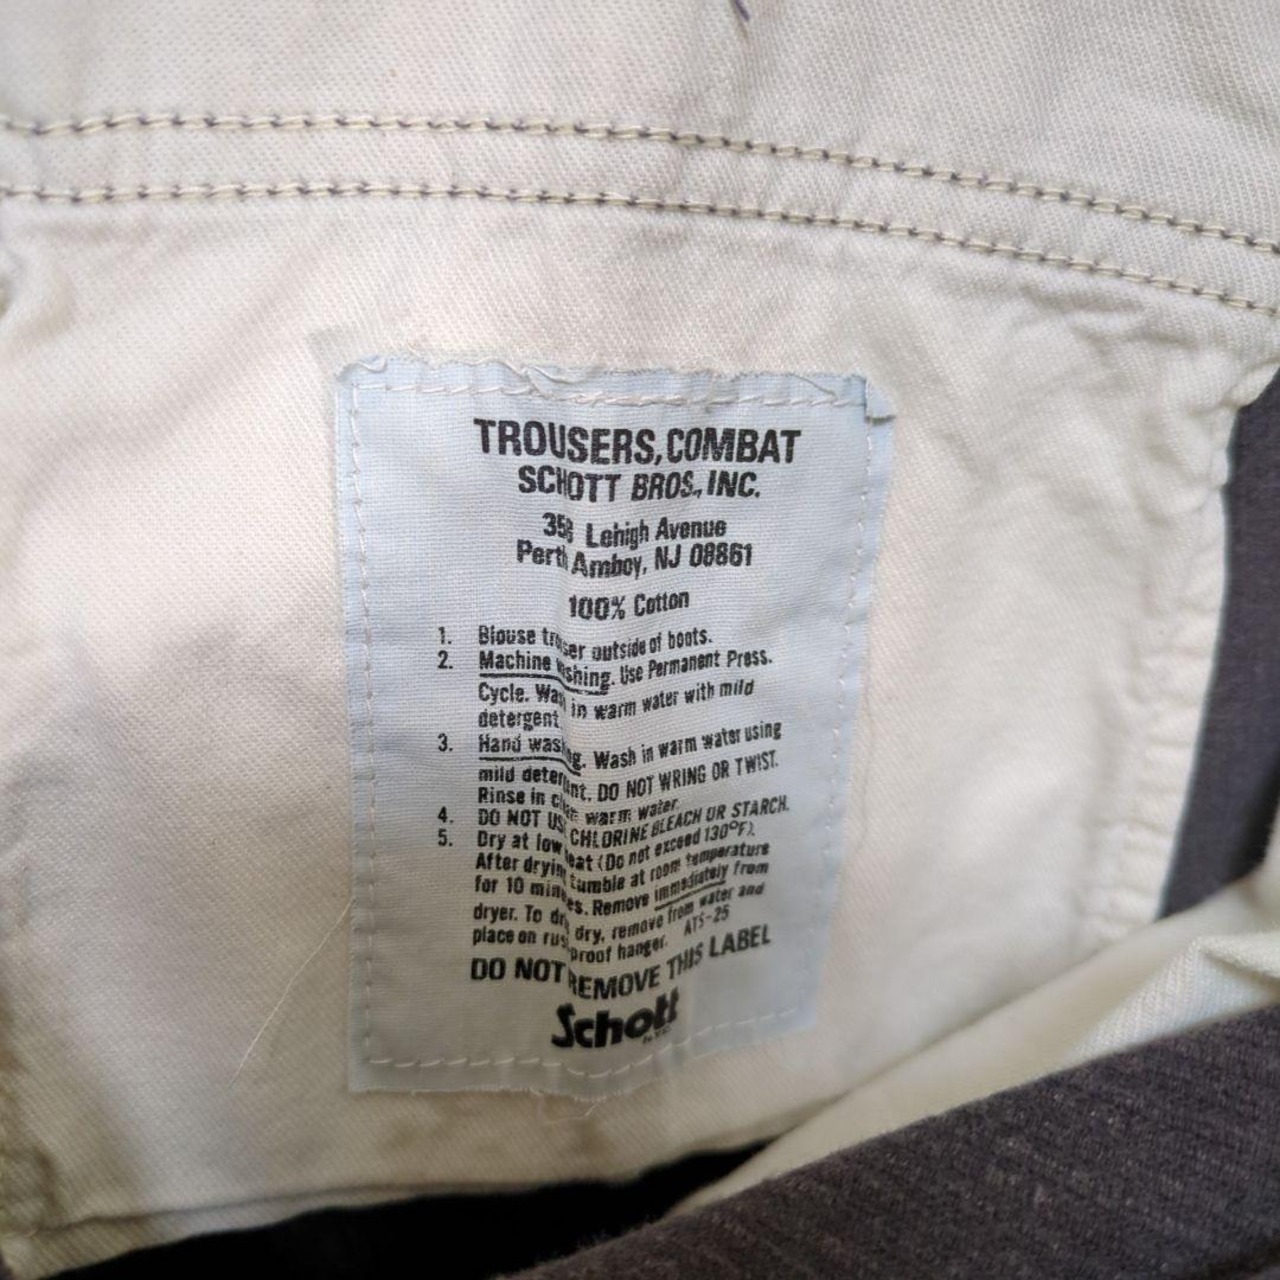 TROUSERS, COMBAT
SCHOTT BROS., INC.
358 Lehigh Avenue
Perth Amboy, NJ 08861
100% Cotton
1. Blouse trouser outside of boots.
2. Machine washing. Use Permanent Press.
Cycle. Wash in warm water with mild
detergent.
3. Hand washing. Wash in warm water using
mild detergent. DO NOT WRING OR TWIST.
Rinse in clean warm water.
4. DO NOT USE CHLORINE BLEACH OR STARCH.
5. Dry at low heat (Do not exceed 130°F).
After drying tumble at room temperature
for 10 minutes. Remove immediately from
dryer. To drip dry, remove from water and
place on rust proof hanger. ATS-25
DO NOT REMOVE THIS LABEL
Schott
N.Y.C.